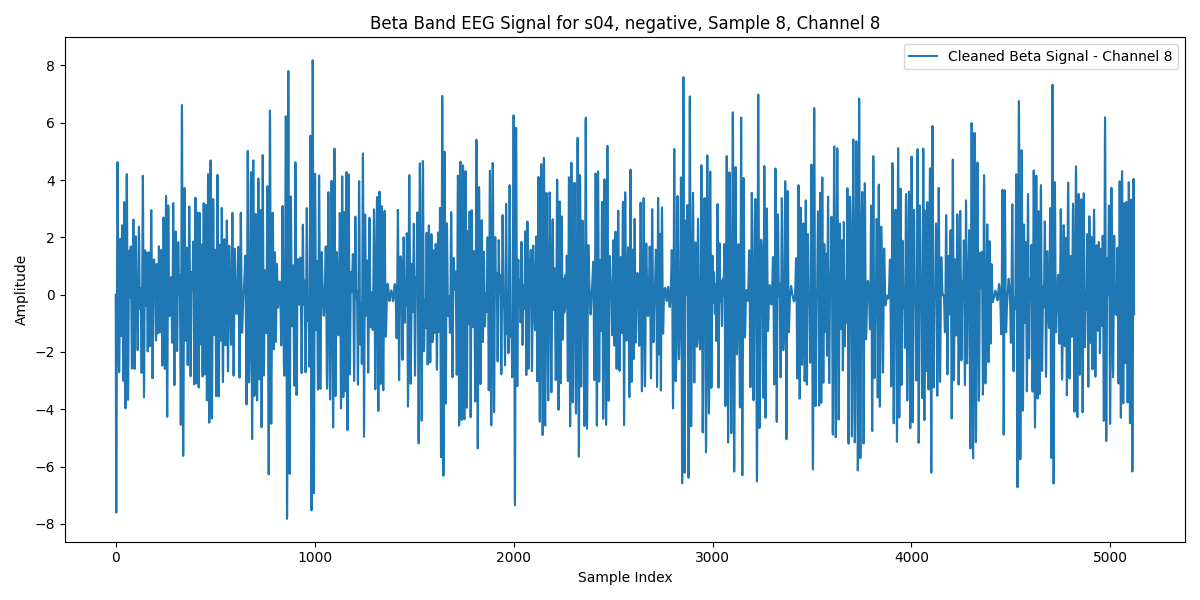 Beta Band EEG Signal for s04, negative, Sample 8, Channel 8
Cleaned Beta Signal - Channel 8
Amplitude
8
6
4
2
0
−2
−4
−6
−8
0 1000 2000 3000 4000 5000
Sample Index